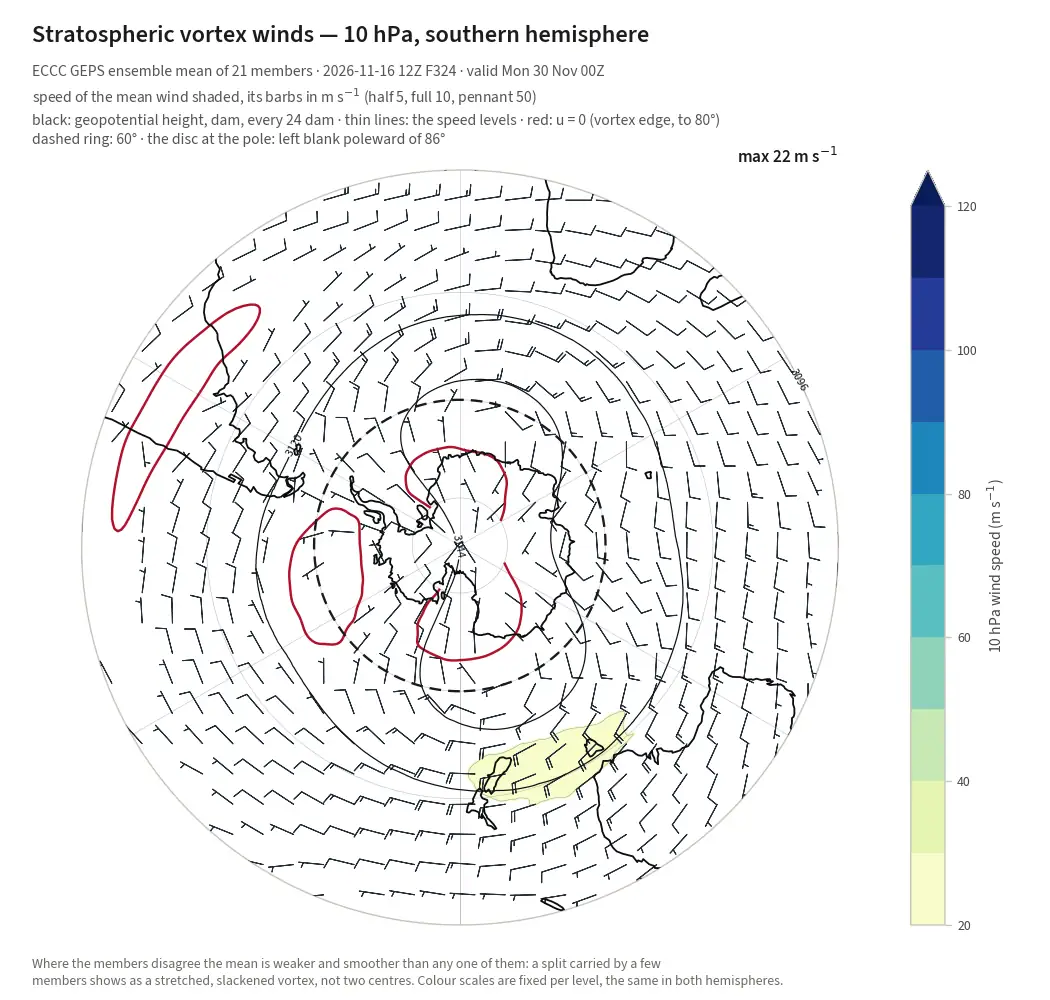 Stratospheric vortex winds — 10 hPa, southern hemisphere
ECCC GEPS ensemble mean of 21 members · 2026-11-16 12Z F324 · valid Mon 30 Nov 00Z
speed of the mean wind shaded, its barbs in m s⁻¹ (half 5, full 10, pennant 50)
black: geopotential height, dam, every 24 dam · thin lines: the speed levels · red: u = 0 (vortex edge, to 80°)
dashed ring: 60° · the disc at the pole: left blank poleward of 86°
max 22 m s⁻¹
120
100
80
60
40
20
10 hPa wind speed (m s⁻¹)
3096
3120
Where the members disagree the mean is weaker and smoother than any one of them: a split carried by a few
members shows as a stretched, slackened vortex, not two centres. Colour scales are fixed per level, the same in both hemispheres.